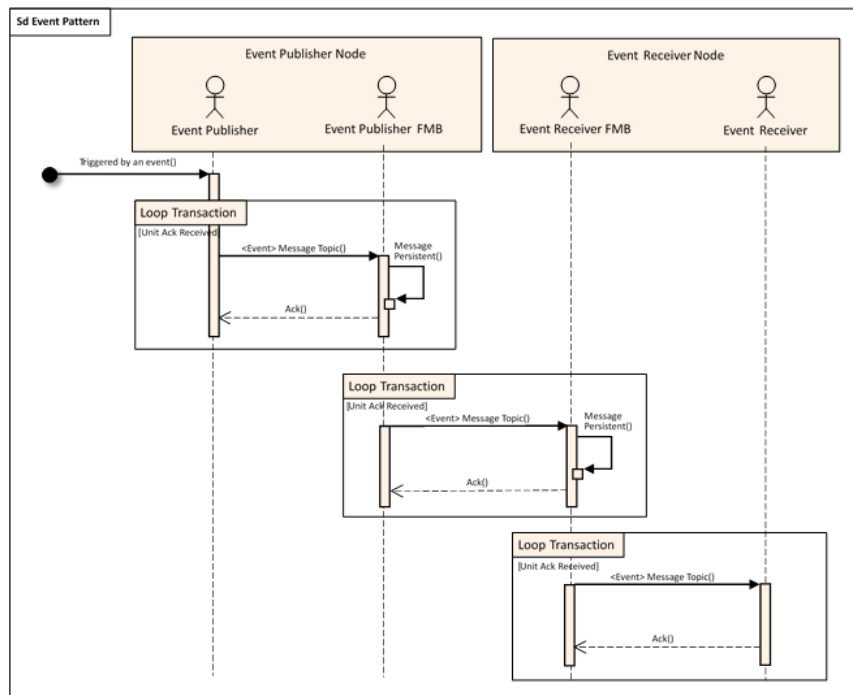 Sd Event Pattern
Event Publisher Node
Event Receiver Node
Event Publisher
Event Publisher FMB
Event Receiver FMB
Event Receiver
Triggered by an event()
Loop Transaction
[Unit Ack Received]
<Event> Message Topic()
Message
Persistent()
Ack()
Loop Transaction
[Unit Ack Received]
<Event> Message Topic()
Message
Persistent()
Ack()
Loop Transaction
[Unit Ack Received]
<Event> Message Topic()
Ack()